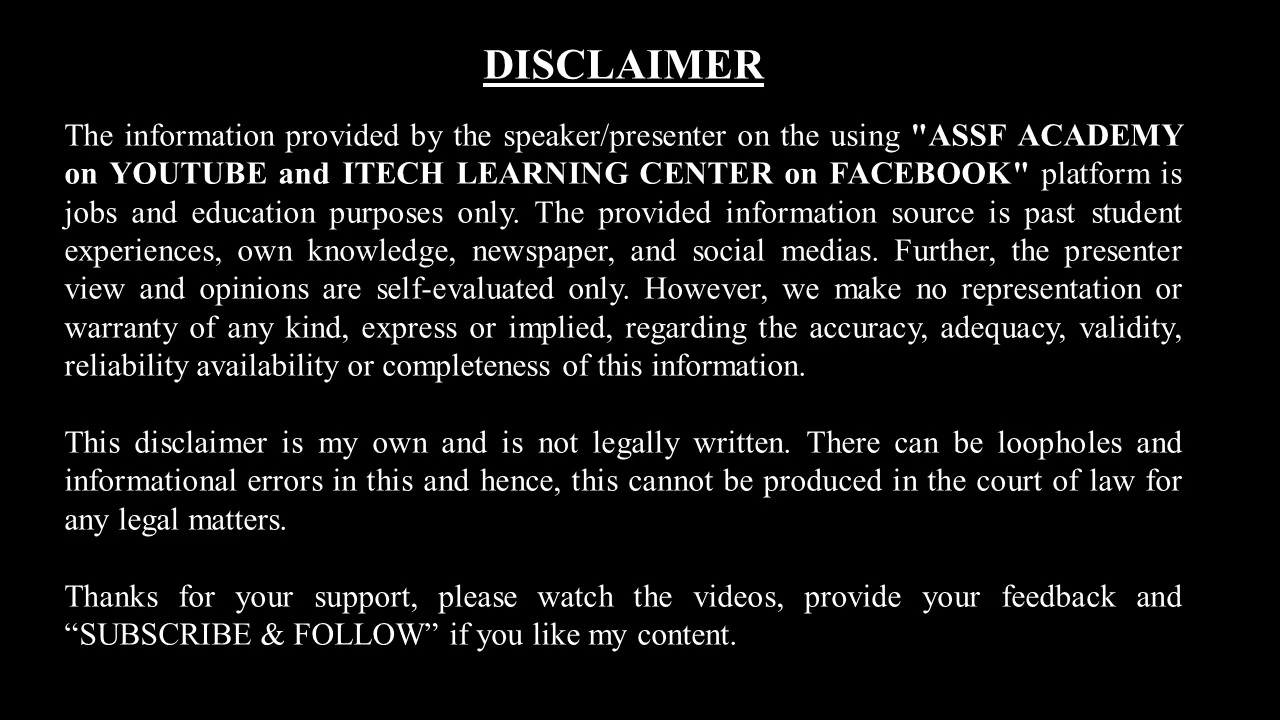 DISCLAIMER
The information provided by the speaker/presenter on the using "ASSF ACADEMY
on YOUTUBE and ITECH LEARNING CENTER on FACEBOOK" platform is
jobs and education purposes only. The provided information source is past student
experiences, own knowledge, newspaper, and social medias. Further, the presenter
view and opinions are self-evaluated only. However, we make no representation or
warranty of any kind, express or implied, regarding the accuracy, adequacy, validity,
reliability availability or completeness of this information.
This disclaimer is my own and is not legally written. There can be loopholes and
informational errors in this and hence, this cannot be produced in the court of law for
any legal matters.
Thanks for your support, please watch the videos, provide your feedback and
“SUBSCRIBE & FOLLOW” if you like my content.